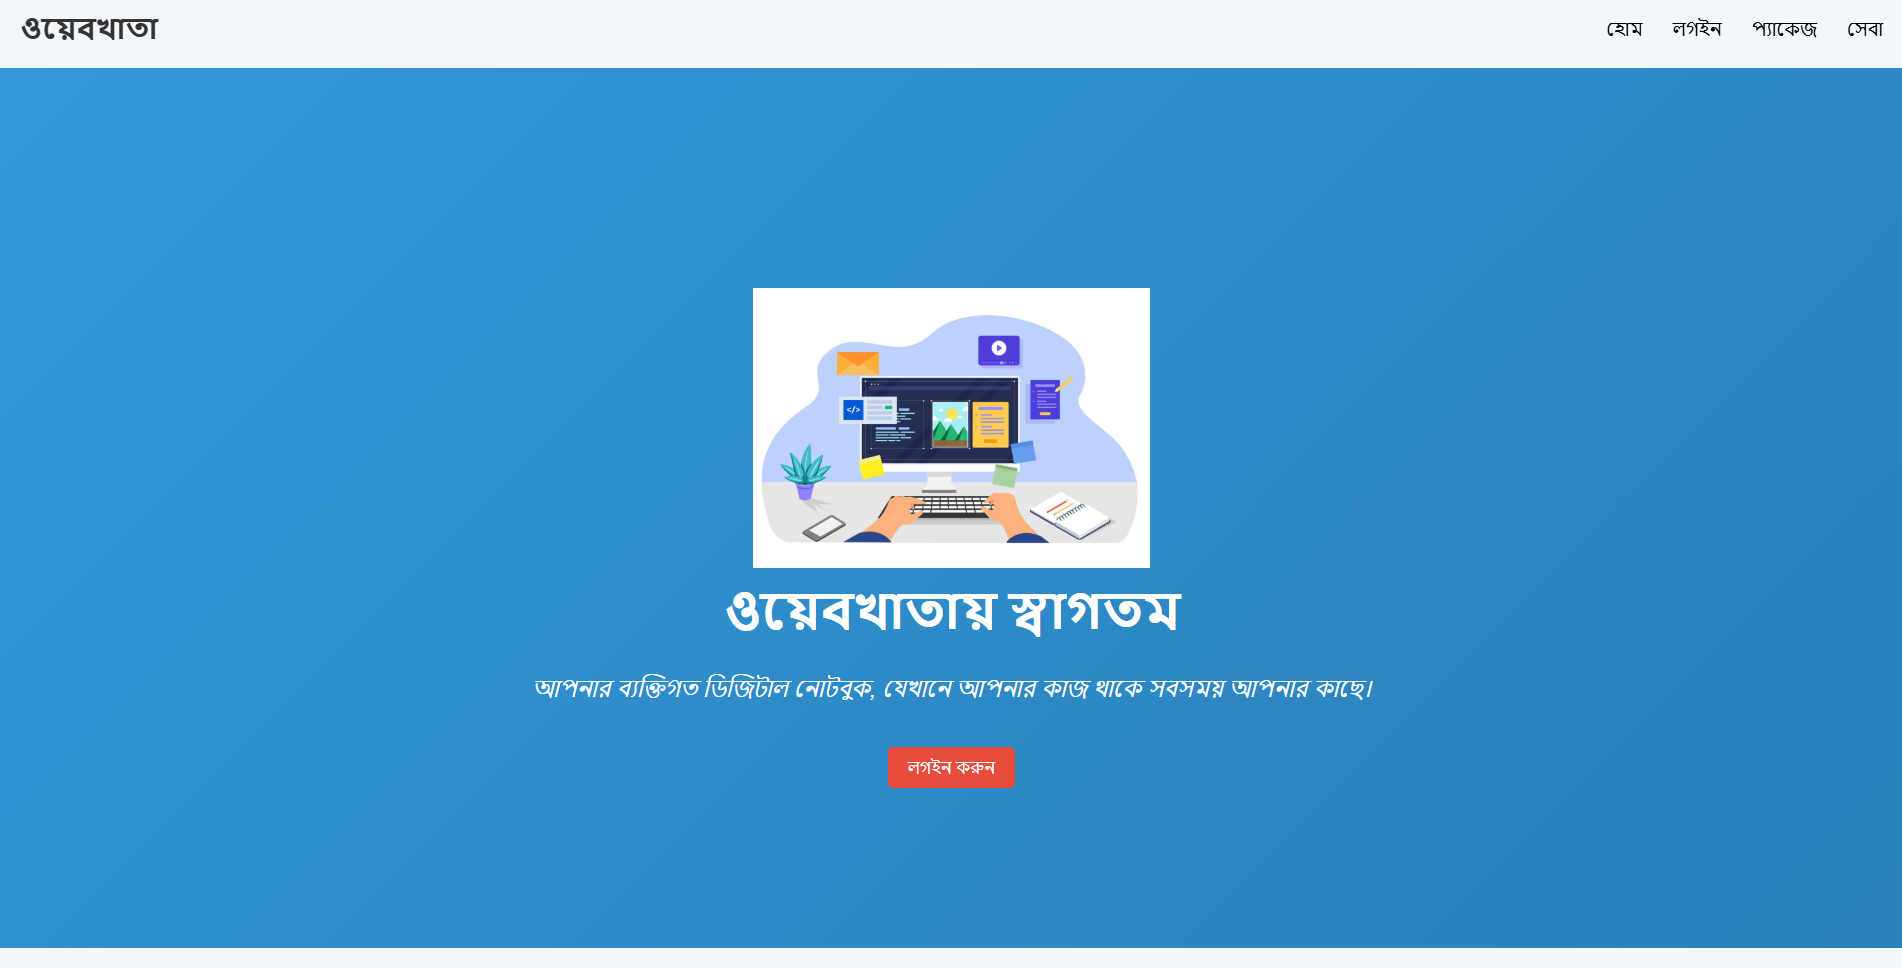 ওয়েবখাতা
হোম লগইন প্যাকেজ সেবা
</>
ওয়েবখাতায় স্বাগতম
আপনার ব্যক্তিগত ডিজিটাল নোটবুক, যেখানে আপনার কাজ থাকে সবসময় আপনার কাছে।
লগইন করুন